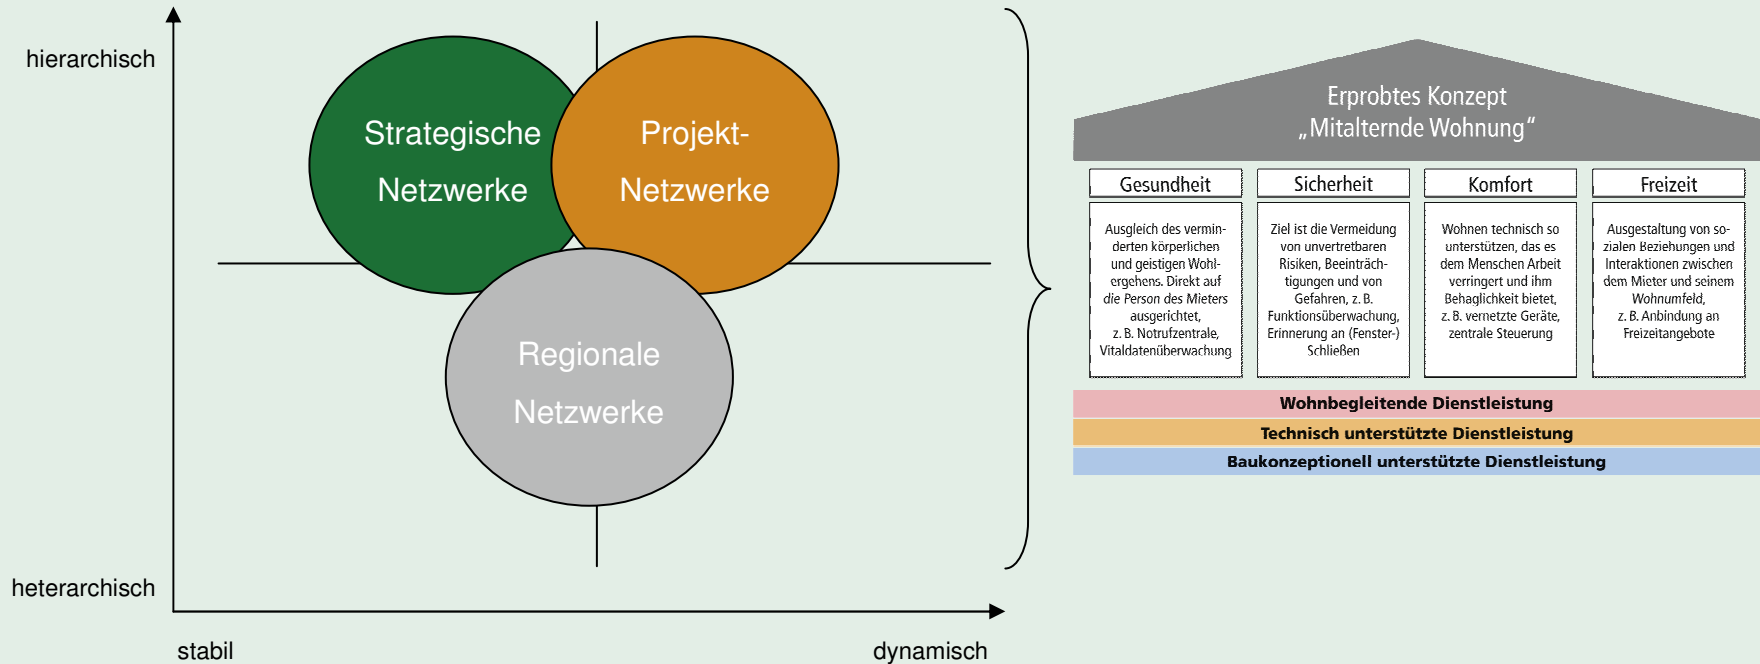 hierarchisch
Strategische
Netzwerke
Projekt-
Netzwerke
Regionale
Netzwerke
heterarchisch
stabil
dynamisch
Erprobtes Konzept
„Mitalternde Wohnung“
Gesundheit
Ausgleich des vermin-
derten körperlichen
und geistigen Wohl-
ergehens. Direkt auf
die Person des Mieters
ausgerichtet,
z. B. Notrufzentrale,
Vitaldatenüberwachung
Sicherheit
Ziel ist die Vermeidung
von unvertretbaren
Risiken, Beeinträch-
tigungen und von
Gefahren, z. B.
Funktionsüberwachung,
Erinnerung an (Fenster-)
Schließen
Komfort
Wohnen technisch so
unterstützen, das es
dem Menschen Arbeit
verringert und ihm
Behaglichkeit bietet,
z. B. vernetzte Geräte,
zentrale Steuerung
Freizeit
Ausgestaltung von so-
zialen Beziehungen und
Interaktionen zwischen
dem Mieter und seinem
Wohnumfeld,
z. B. Anbindung an
Freizeitangebote
Wohnbegleitende Dienstleistung
Technisch unterstützte Dienstleistung
Baukonzeptionell unterstützte Dienstleistung